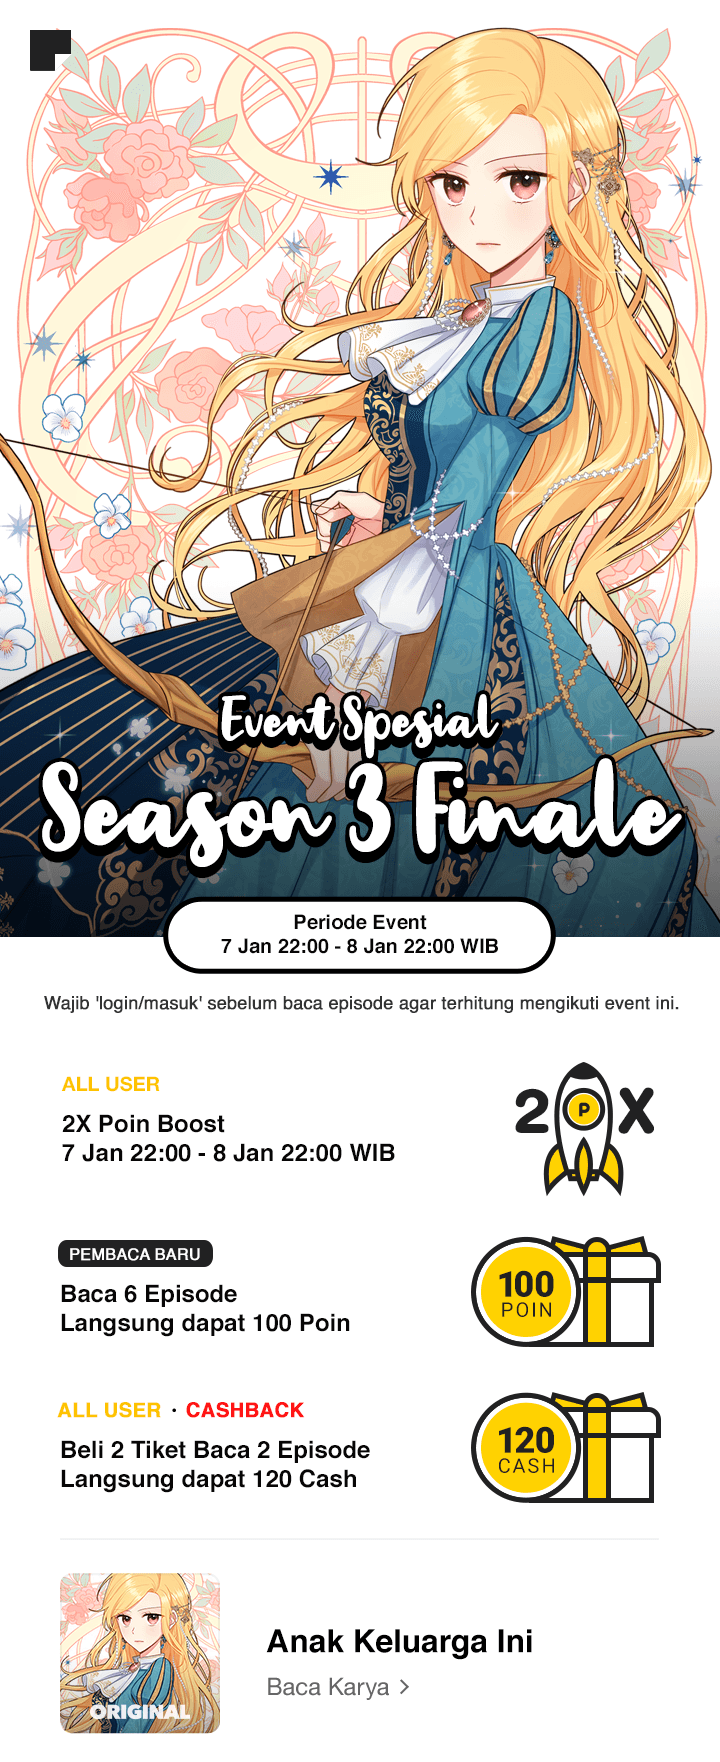 Event Spesial
Season 3 Finale
Periode Event
7 Jan 22:00 - 8 Jan 22:00 WIB
Wajib 'login/masuk' sebelum baca episode agar terhitung mengikuti event ini.
ALL USER
2X Poin Boost
7 Jan 22:00 - 8 Jan 22:00 WIB
2 P X
PEMBACA BARU
Baca 6 Episode
Langsung dapat 100 Poin
100
POIN
ALL USER · CASHBACK
Beli 2 Tiket Baca 2 Episode
Langsung dapat 120 Cash
120
CASH
ORIGINAL
Anak Keluarga Ini
Baca Karya >